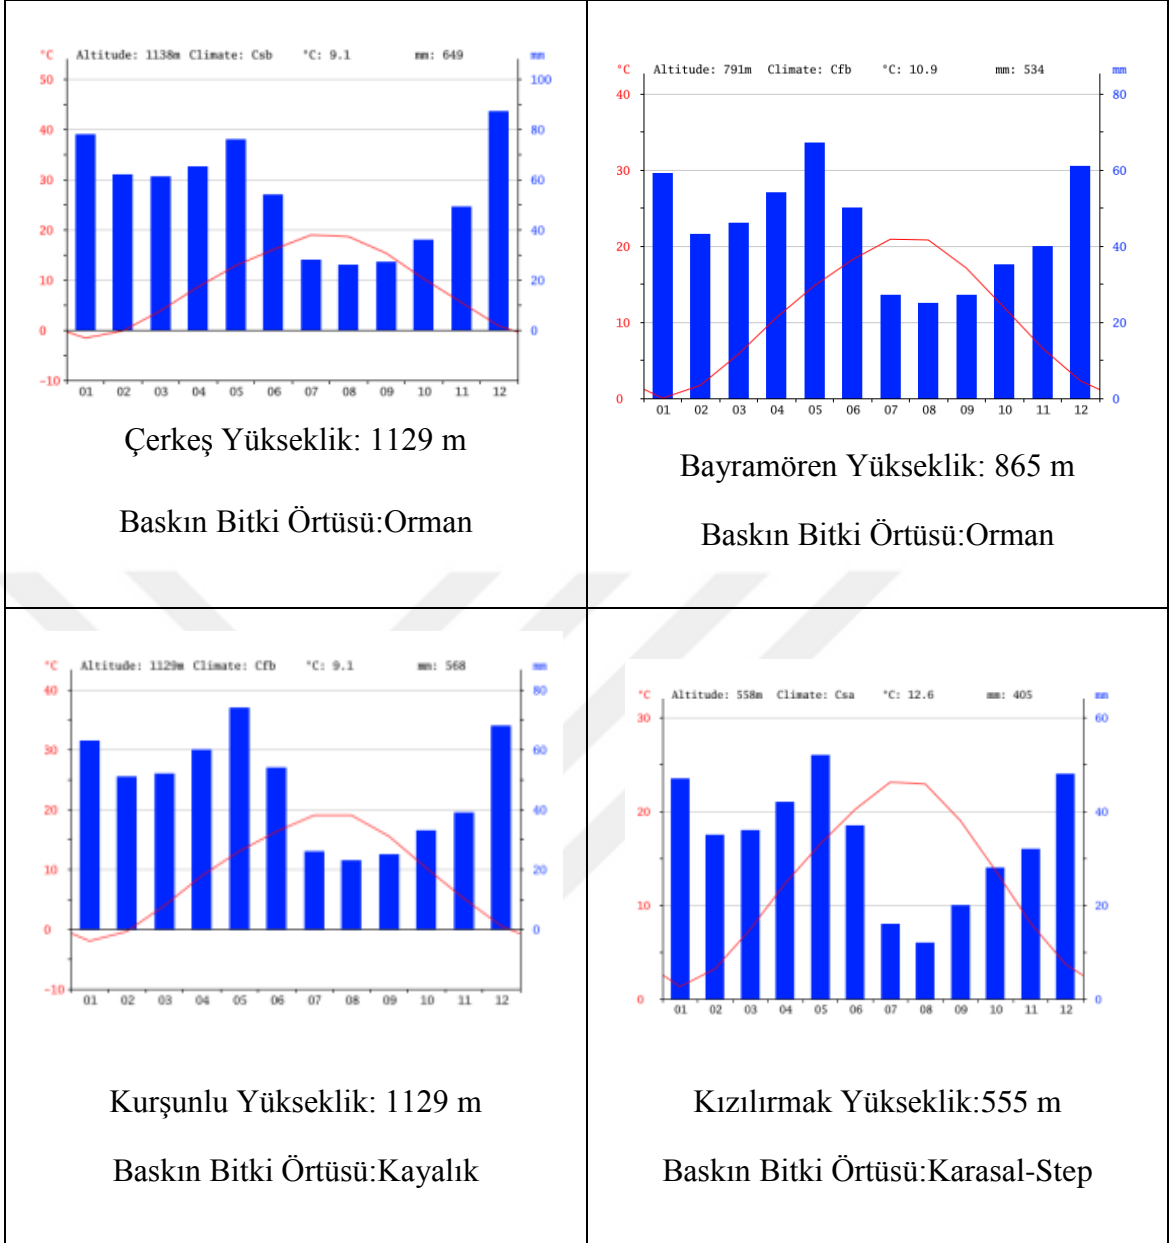 °C Altitude: 1138m Climate: Csb °C: 9.1 mm: 649 mm
50 100
40 80
30 60
20 40
10 20
0 0
-10
01 02 03 04 05 06 07 08 09 10 11 12
Çerkeş Yükseklik: 1129 m
Baskın Bitki Örtüsü:Orman
°C Altitude: 791m Climate: Cfb °C: 10.9 mm: 534 mm
40 80
30 60
20 40
10 20
0 0
01 02 03 04 05 06 07 08 09 10 11 12
Bayramören Yükseklik: 865 m
Baskın Bitki Örtüsü:Orman
°C Altitude: 1129m Climate: Cfb °C: 9.1 mm: 568 mm
40 80
30 60
20 40
10 20
0 0
-10
01 02 03 04 05 06 07 08 09 10 11 12
Kurşunlu Yükseklik: 1129 m
Baskın Bitki Örtüsü:Kayalık
°C Altitude: 558m Climate: Csa °C: 12.6 mm: 405 mm
30 60
20 40
10 20
0 0
01 02 03 04 05 06 07 08 09 10 11 12
Kızılırmak Yükseklik:555 m
Baskın Bitki Örtüsü:Karasal-Step